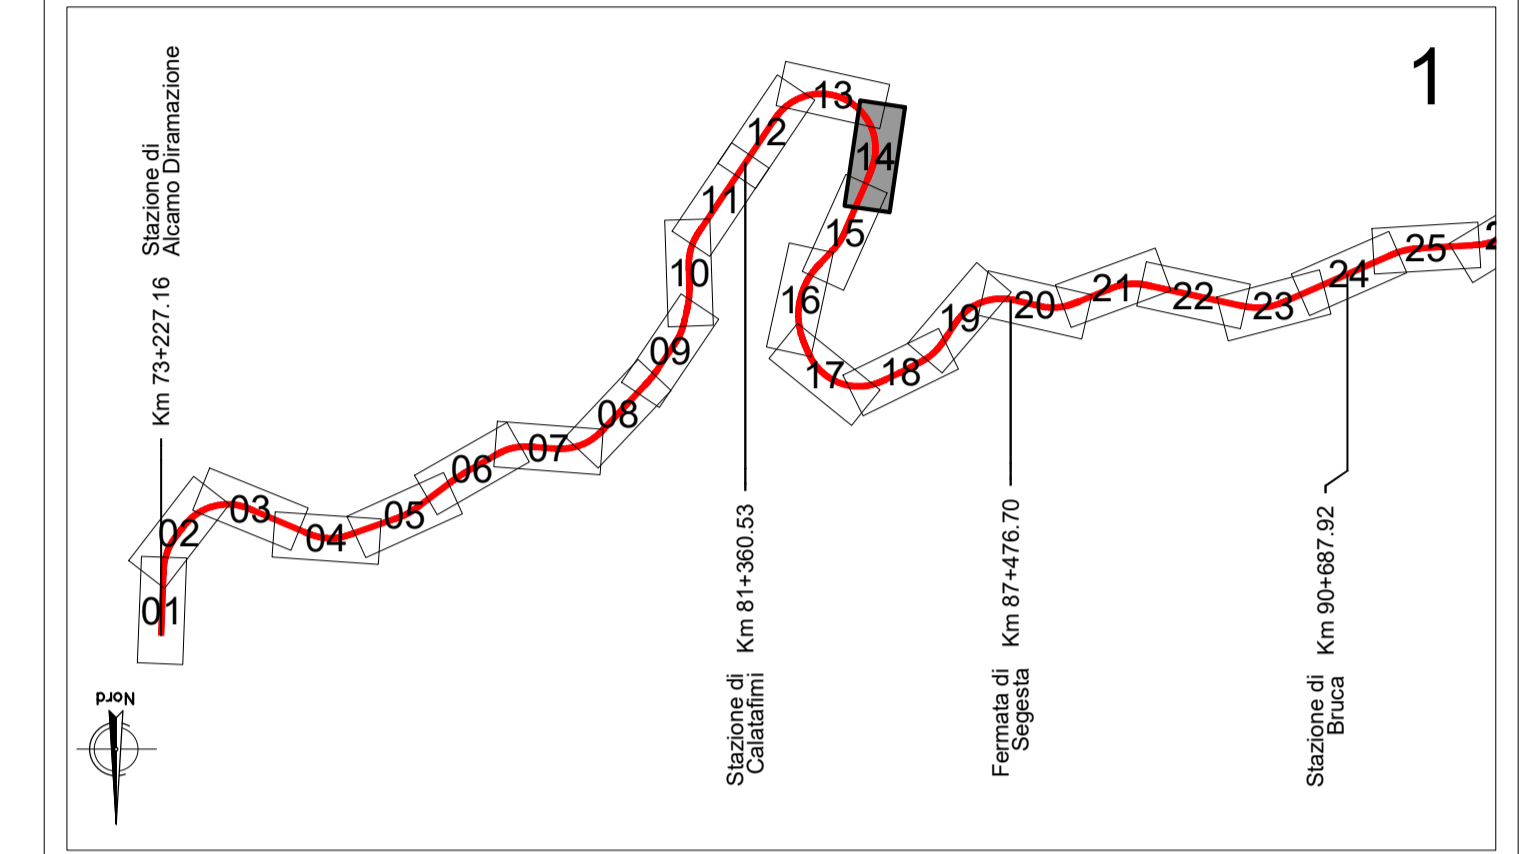 1
Stazione di
Alcamo Diramazione
Km 73+227.16
01
02
03
04
05
06
07
08
09
10
11
12
13
14
15
16
17
18
19
20
21
22
23
24
25
Stazione di
Calatafimi
Km 81+360.53
Fermata di
Segesta
Km 87+476.70
Stazione di
Bruca
Km 90+687.92
Nord